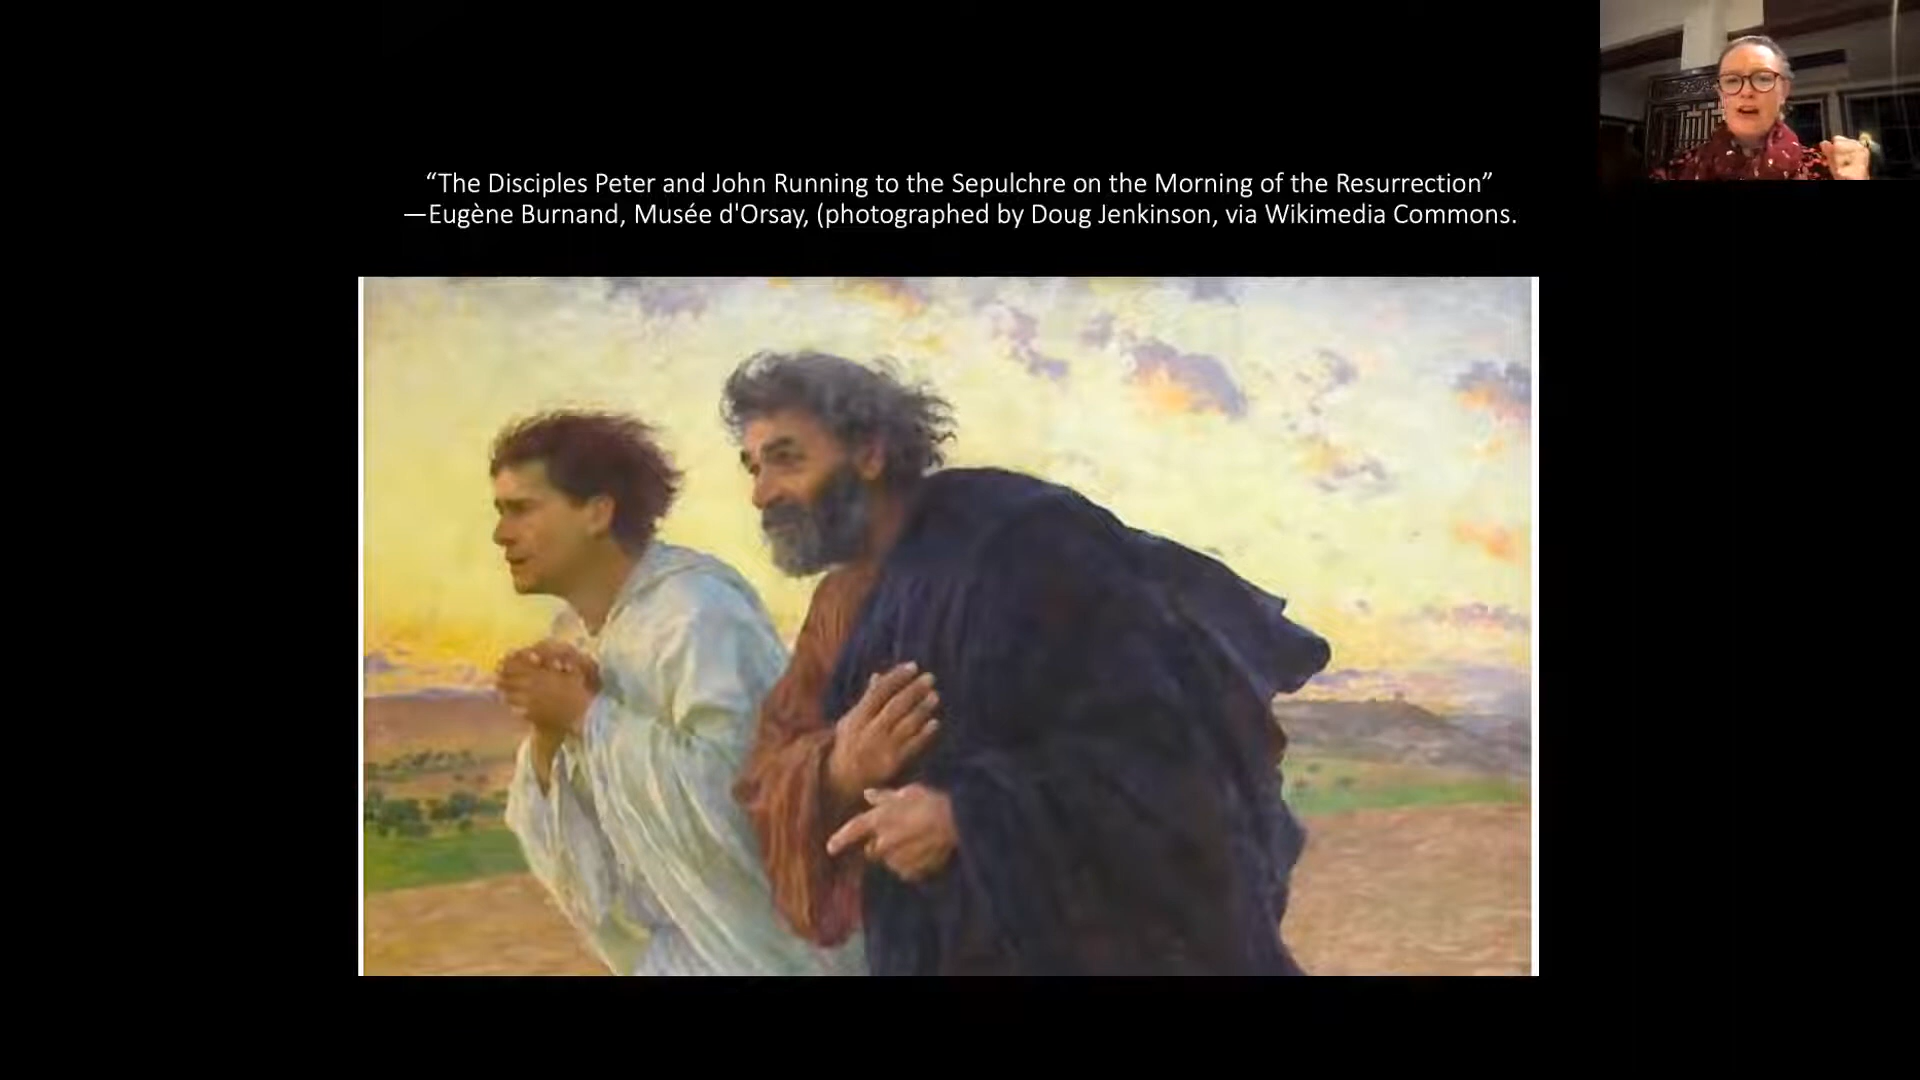 “The Disciples Peter and John Running to the Sepulchre on the Morning of the Resurrection”
—Eugène Burnand, Musée d'Orsay, (photographed by Doug Jenkinson, via Wikimedia Commons.